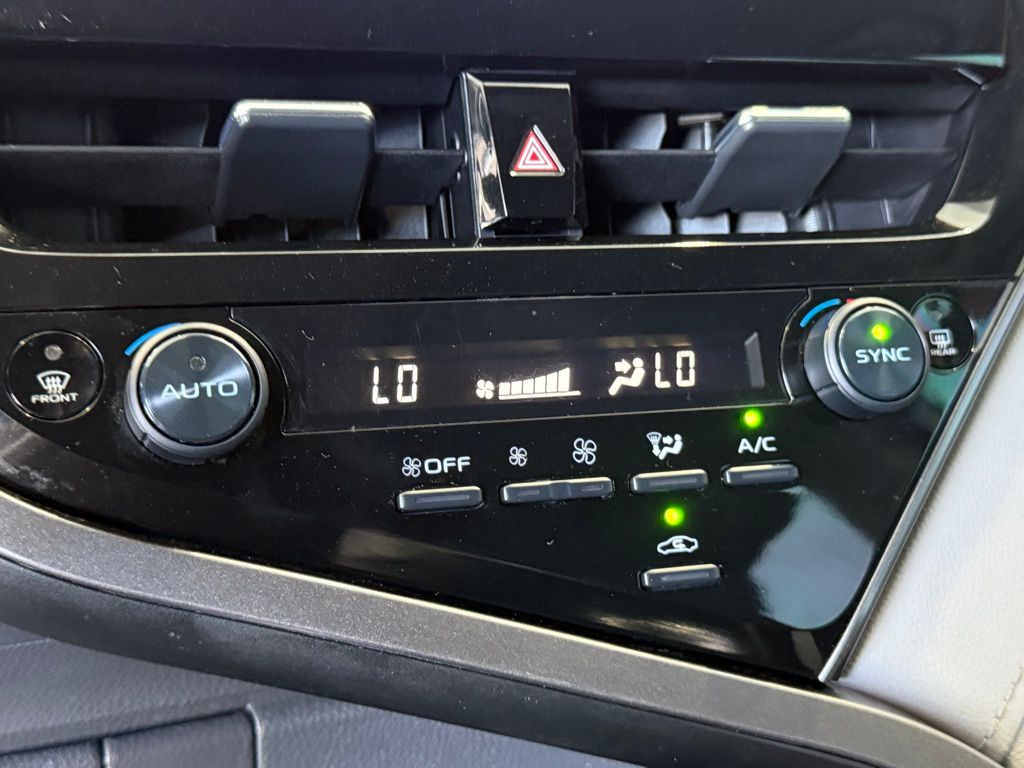 FRONT
AUTO
LO
LO
SYNC
REAR
OFF
A/C